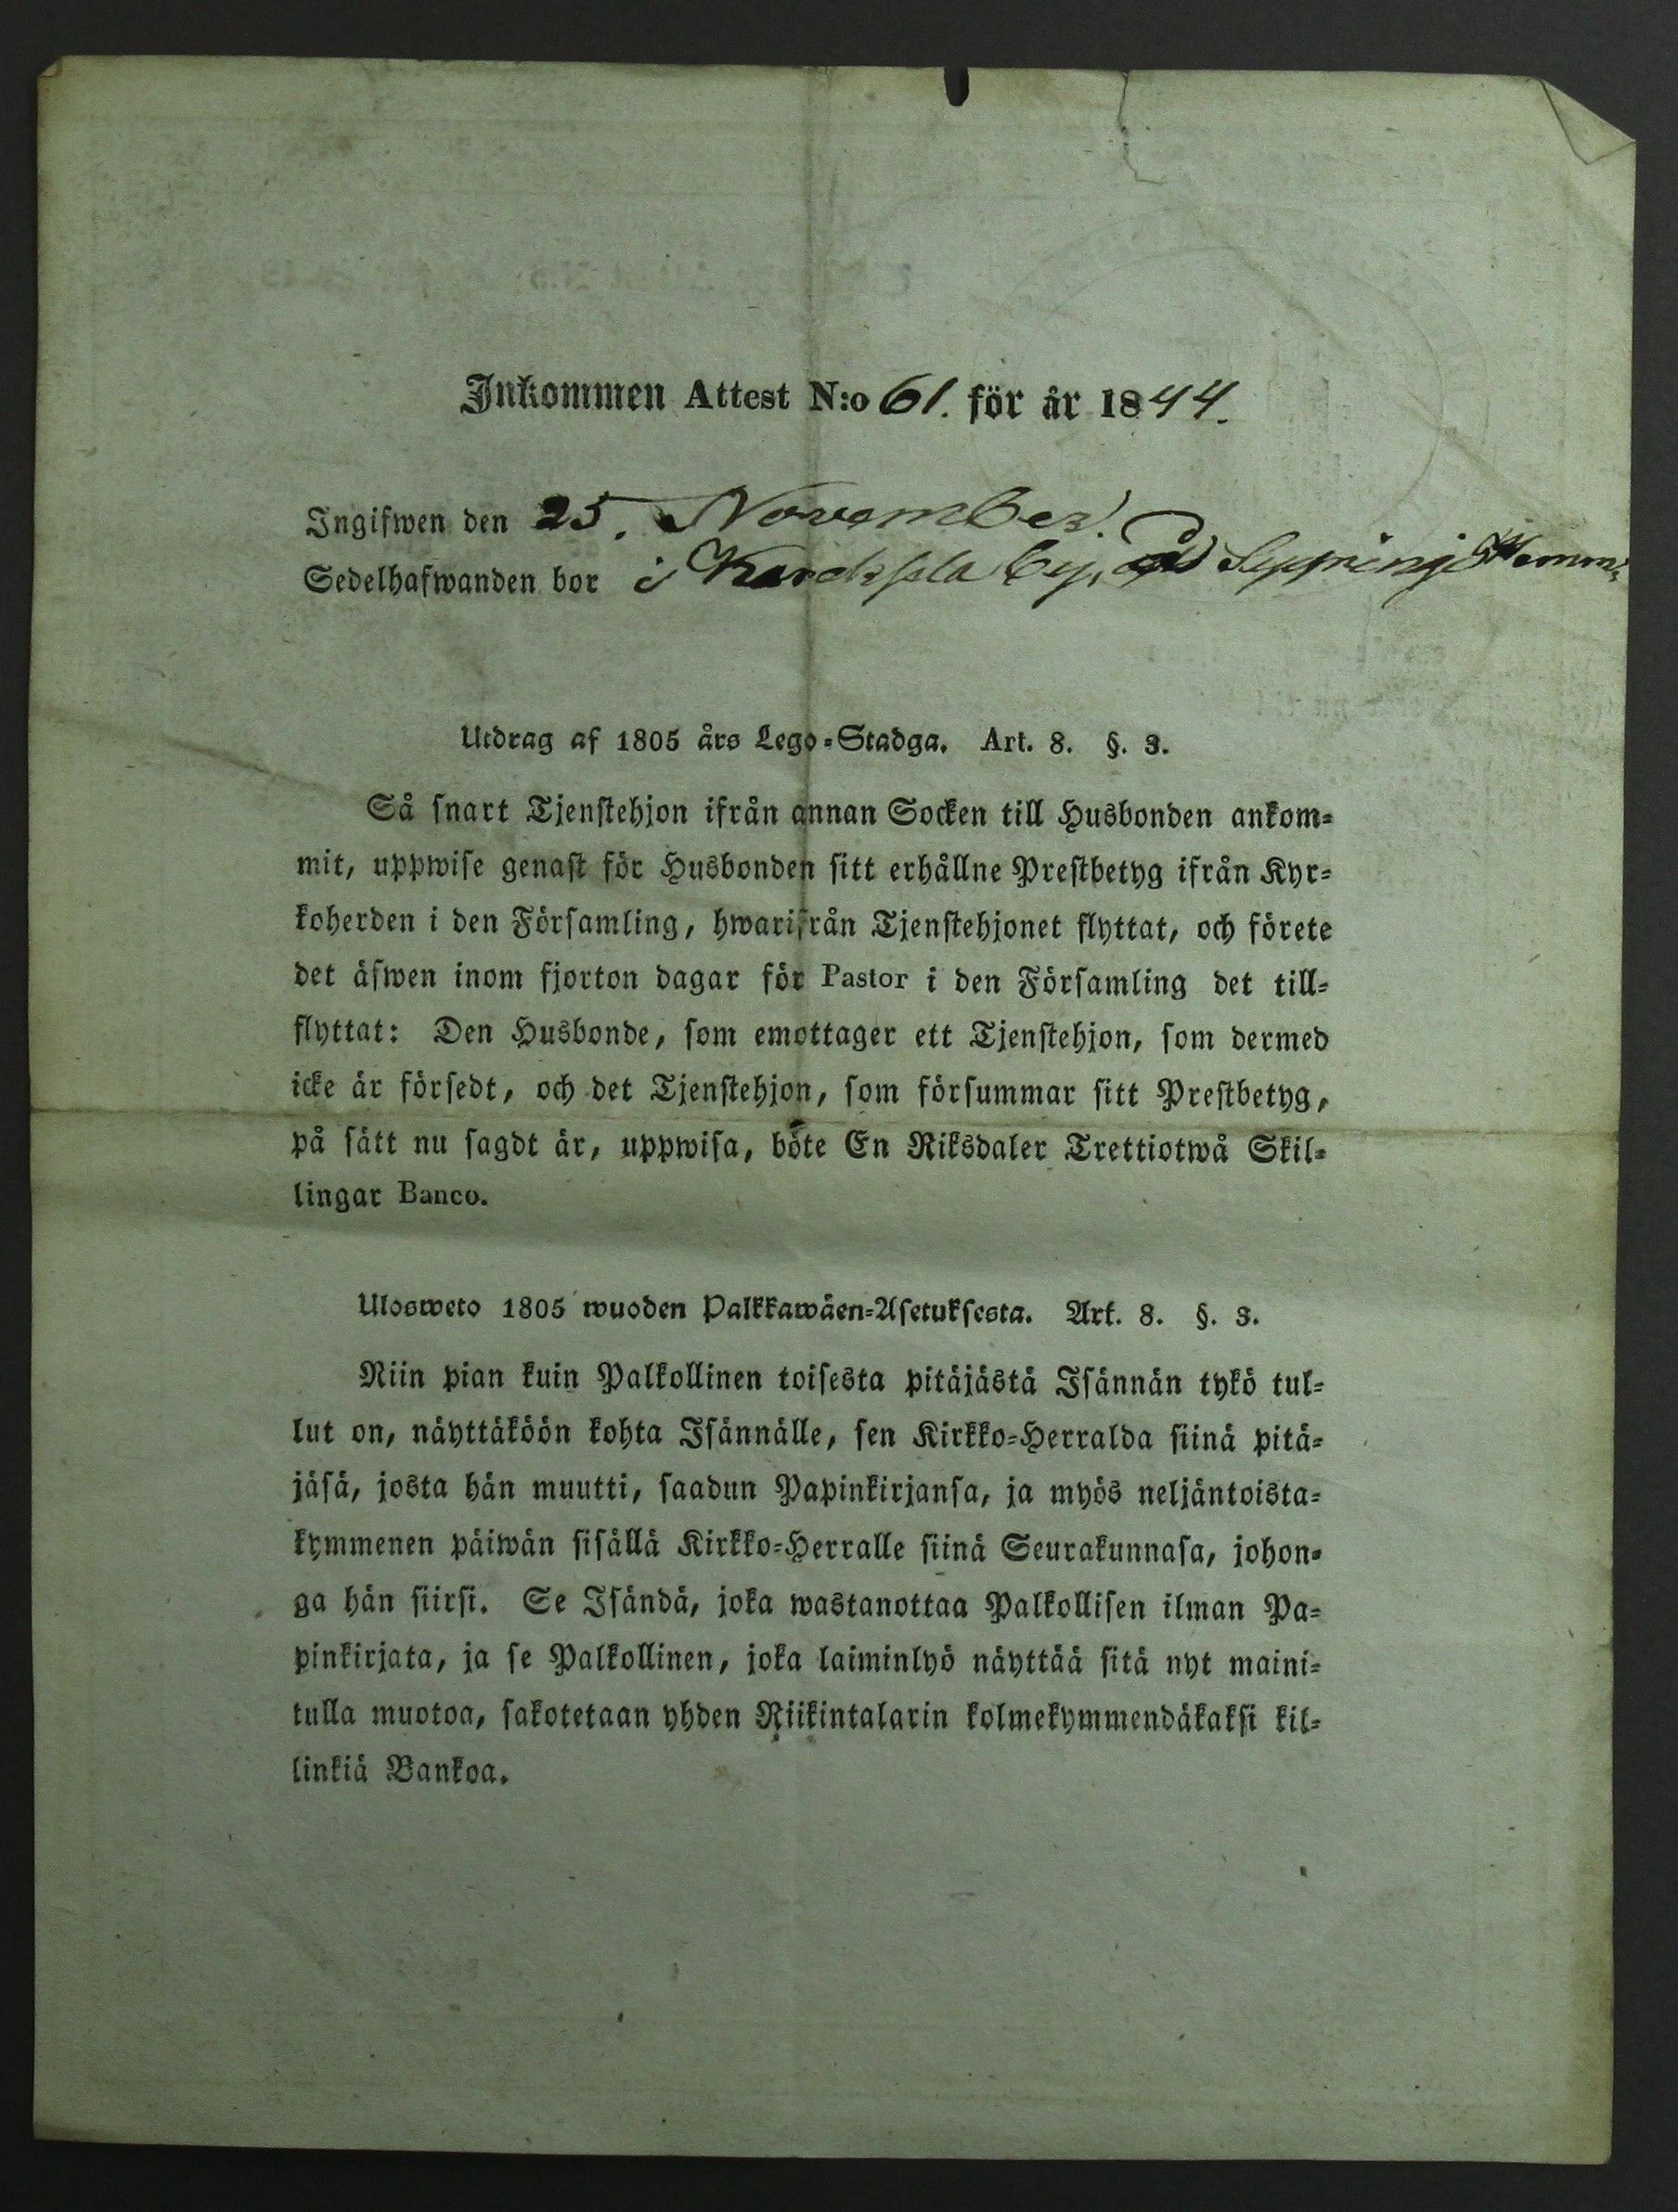 Inkommen Attest N:o 61. för år 1844.
Ingifwen den 25. November.
Sedelhafwanden bor i by, på Hemm:
Utdrag af 1805 års Lego-Stadga. Art. 8. §. 3.
Så snart Tjenstehjon ifrån annan Socken till Husbonden ankom-
mit, uppwise genast för Husbonden sitt erhållne Prestbetyg ifrån Kyr-
koherden i den Församling, hwarifrån Tjenstehjonet flyttat, och förete
det äfwen inom fjorton dagar för Pastor i den Församling det till-
flyttat: Den Husbonde, som emottager ett Tjenstehjon, som dermed
icke är försedt, och det Tjenstehjon, som försummar sitt Prestbetyg,
på sätt nu sagdt är, uppwisa, böte En Riksdaler Trettiotwå Skil-
lingar Banco.
Ulosweto 1805 wuoden Palkkawäen-Asetuksesta. Art. 8. §. 3.
Niin pian kuin Palkollinen toisesta pitäjästä Isännän tykö tul-
lut on, näyttäköön kohta Isännälle, sen Kirkko-Herralda siinä pitä-
jäsä, josta hän muutti, saadun Papinkirjansa, ja myös neljäntoista-
kymmenen päiwän sisällä Kirkko-Herralle siinä Seurakunnasa, johon-
ga hän siirsi. Se Isändä, joka wastanottaa Palkollisen ilman Pa-
pinkirjata, ja se Palkollinen, joka laiminlyö näyttää sitä nyt maini-
tulla muotoa, sakotetaan yhden Riikintalarin kolmekymmendäkaksi kil-
linkiä Bankoa.